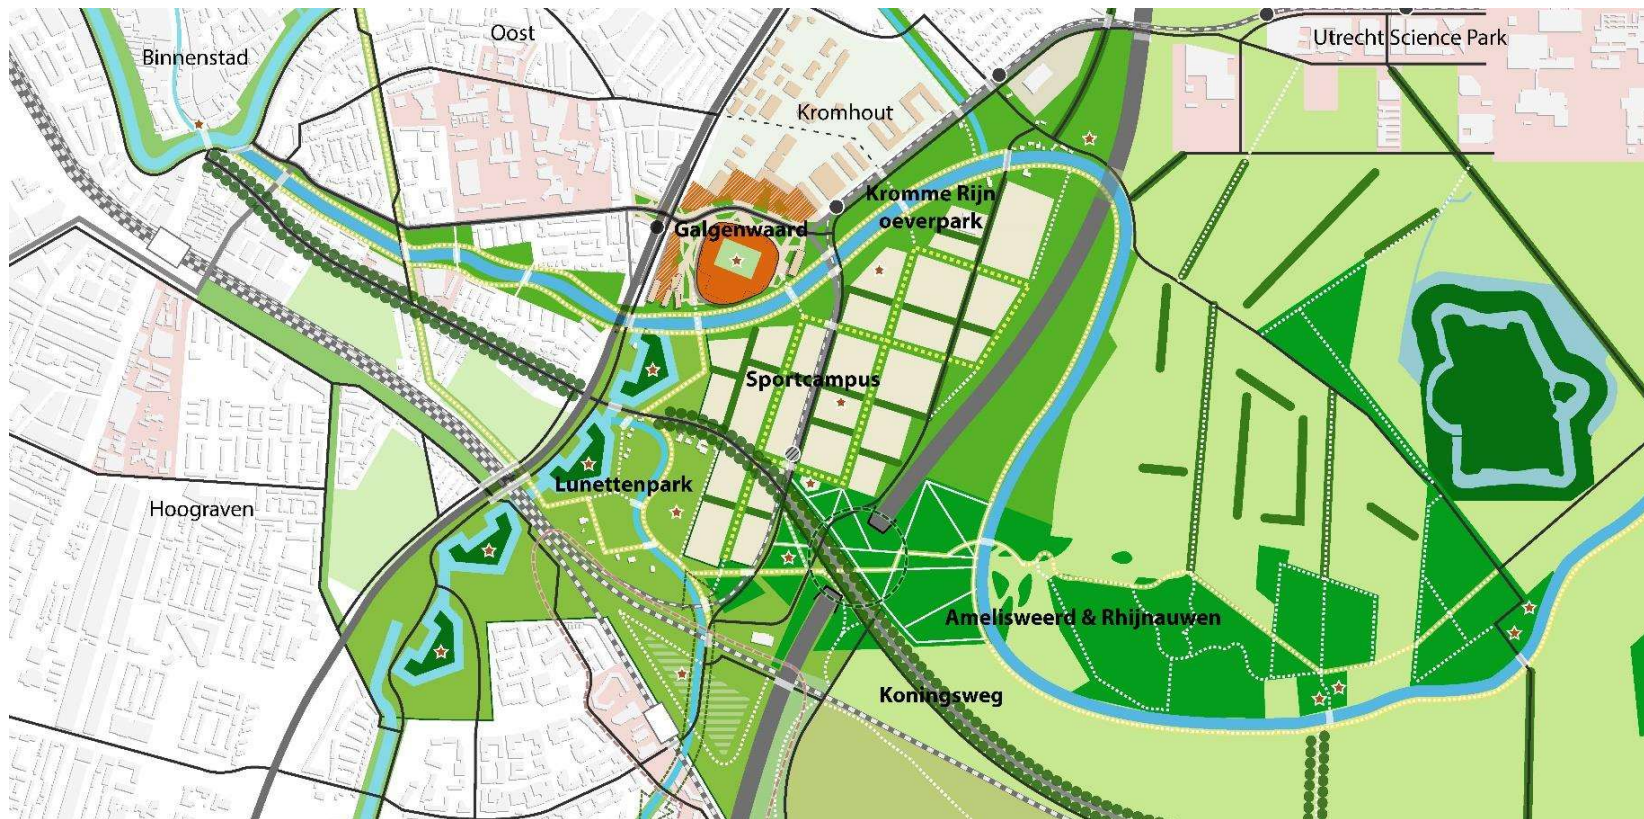 Oost
Utrecht Science Park
Binnenstad
Kromhout
Kromme Rijn
oeverpark
Galgenwaard
Sportcampus
Lunettenpark
Hoograven
Amelisweerd & Rhijnauwen
Koningsweg